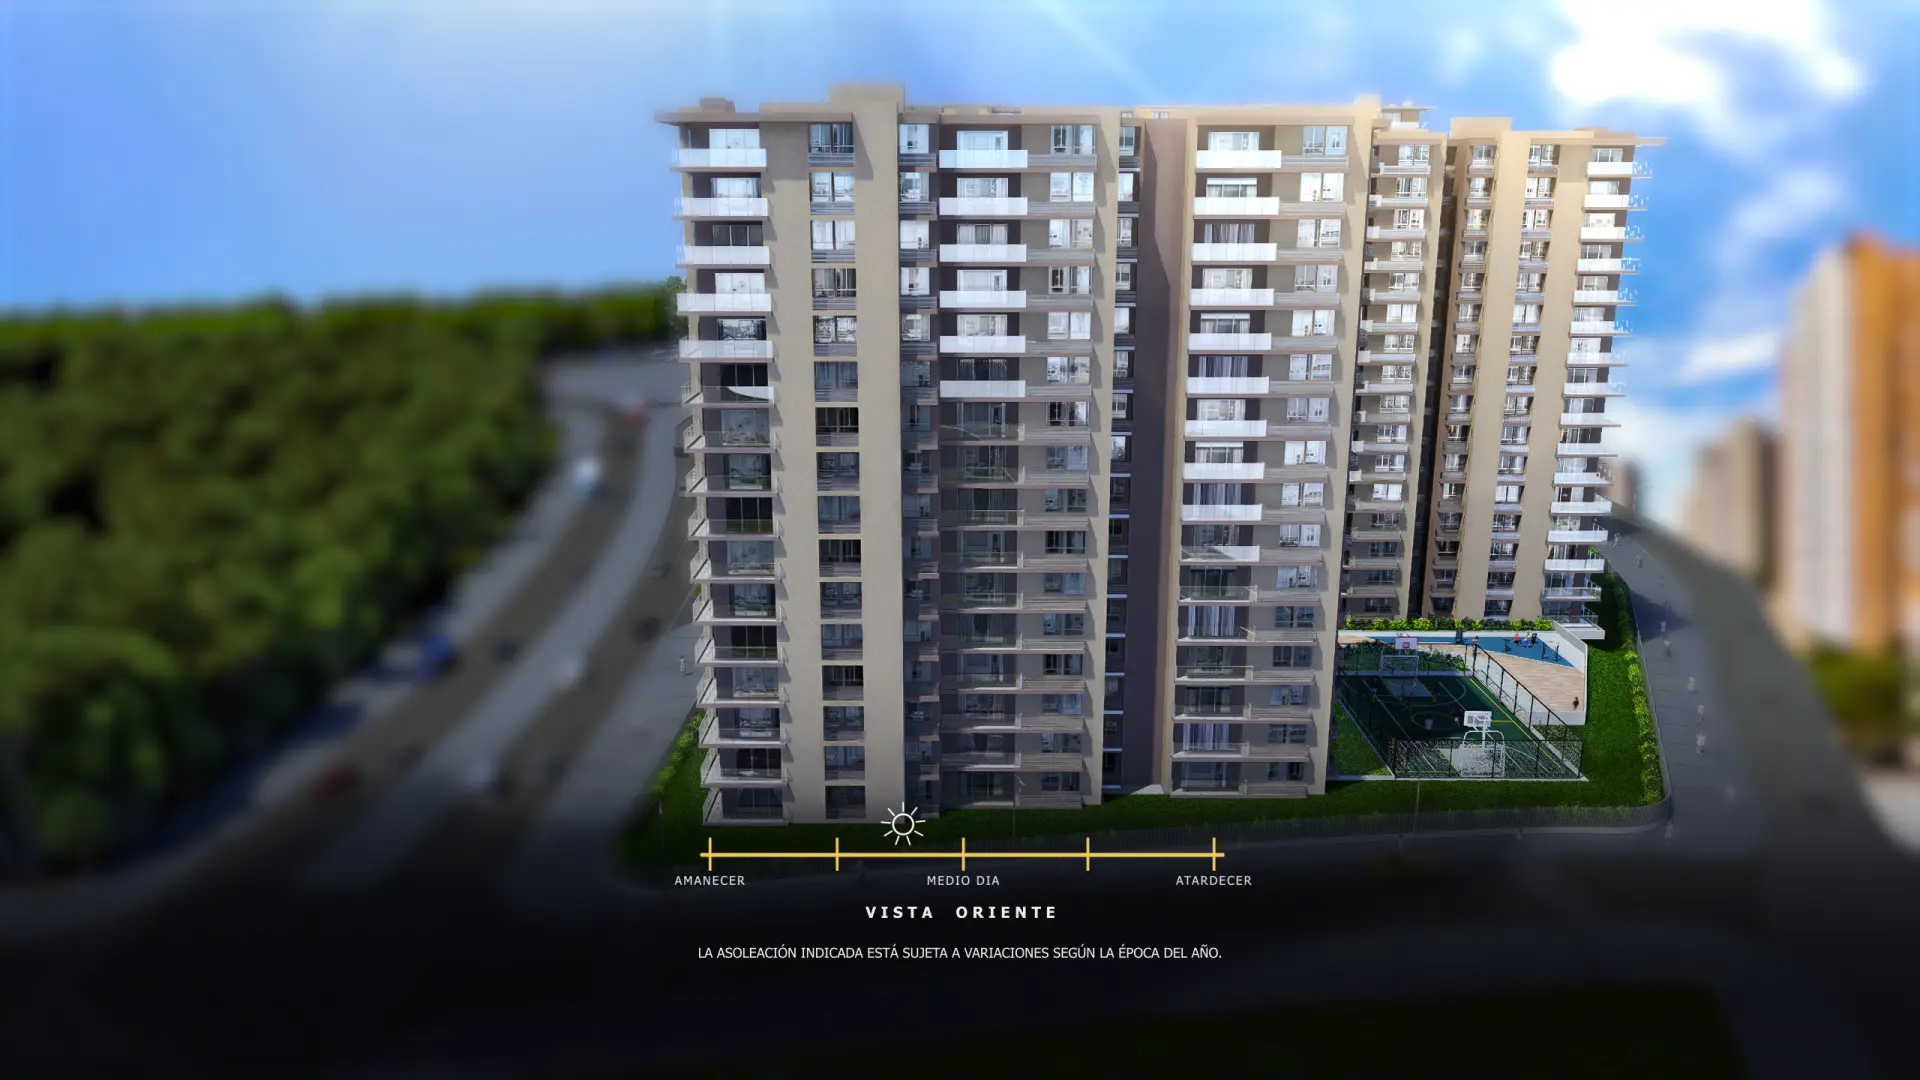 AMANECER MEDIO DIA ATARDECER
VISTA ORIENTE
LA ASOLEACIÓN INDICADA ESTÁ SUJETA A VARIACIONES SEGÚN LA ÉPOCA DEL AÑO.